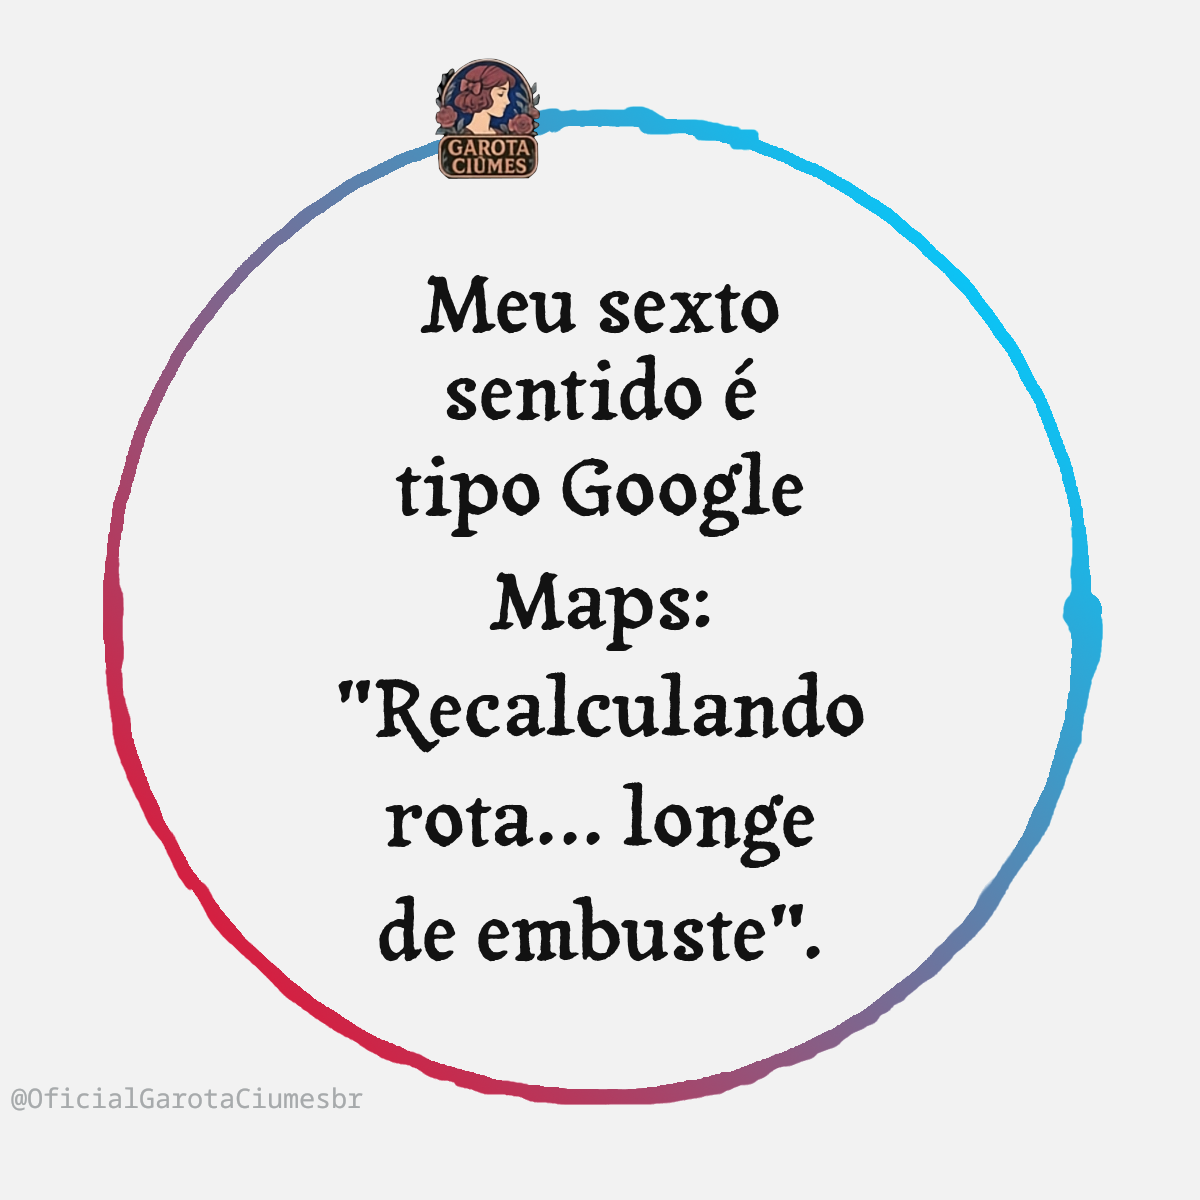 GAROTA
CIÚMES
Meu sexto
sentido é
tipo Google
Maps:
"Recalculando
rota... longe
de embuste".
@OficialGarotaCiumesbr